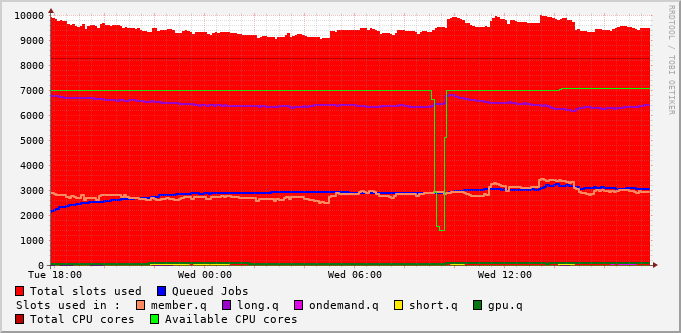 10000
9000
8000
7000
6000
5000
4000
3000
2000
1000
0
Tue 18:00 Wed 00:00 Wed 06:00 Wed 12:00
Total slots used Queued Jobs
Slots used in : member.q long.q ondemand.q short.q gpu.q
Total CPU cores Available CPU cores
RRDTOOL / TOBI OETIKER